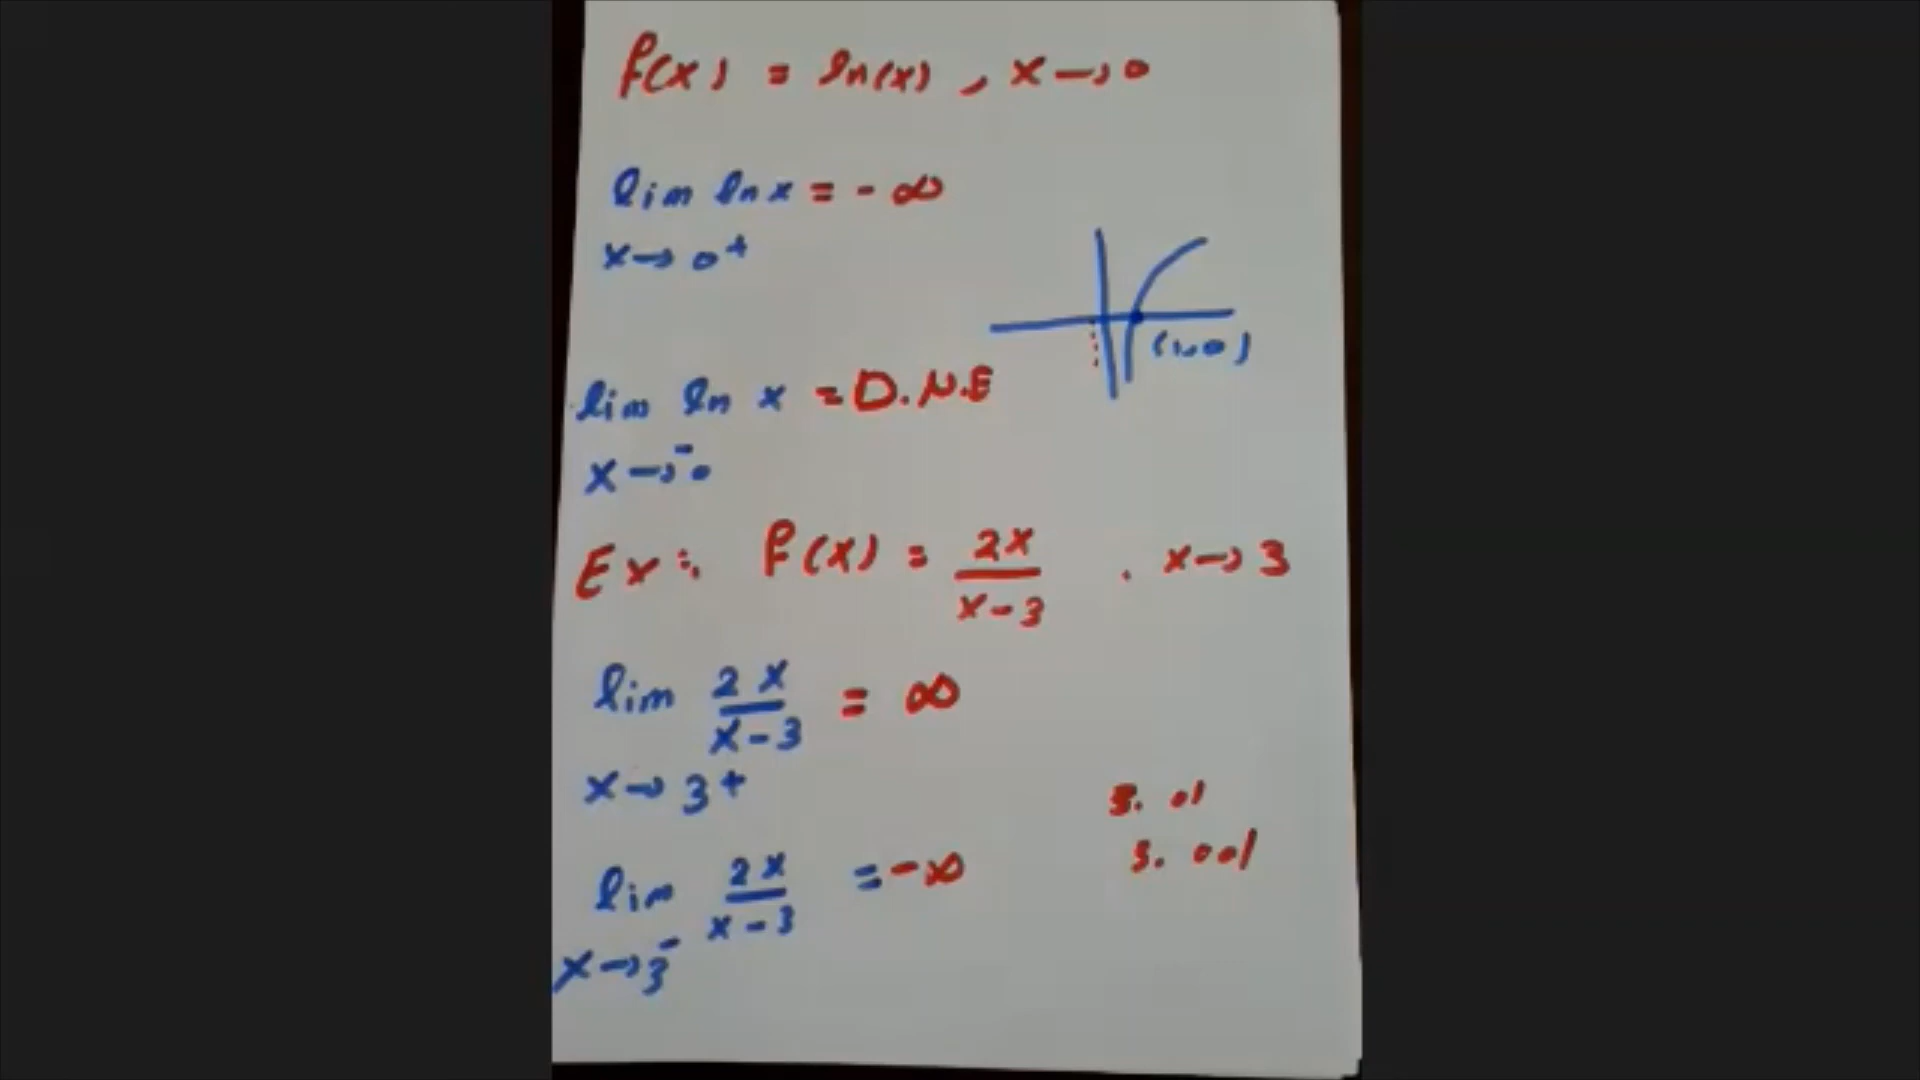 f(x) = ln(x) , x → 0
lim ln x = - ∞
x → 0+
(1,0)
lim ln x = D.N.E
x → -0
Ex: f(x) = 2x / x-3 . x → 3
lim 2x / x-3 = ∞
x → 3+
3. 01
3. 001
lim 2x / x-3 = -∞
x → 3-